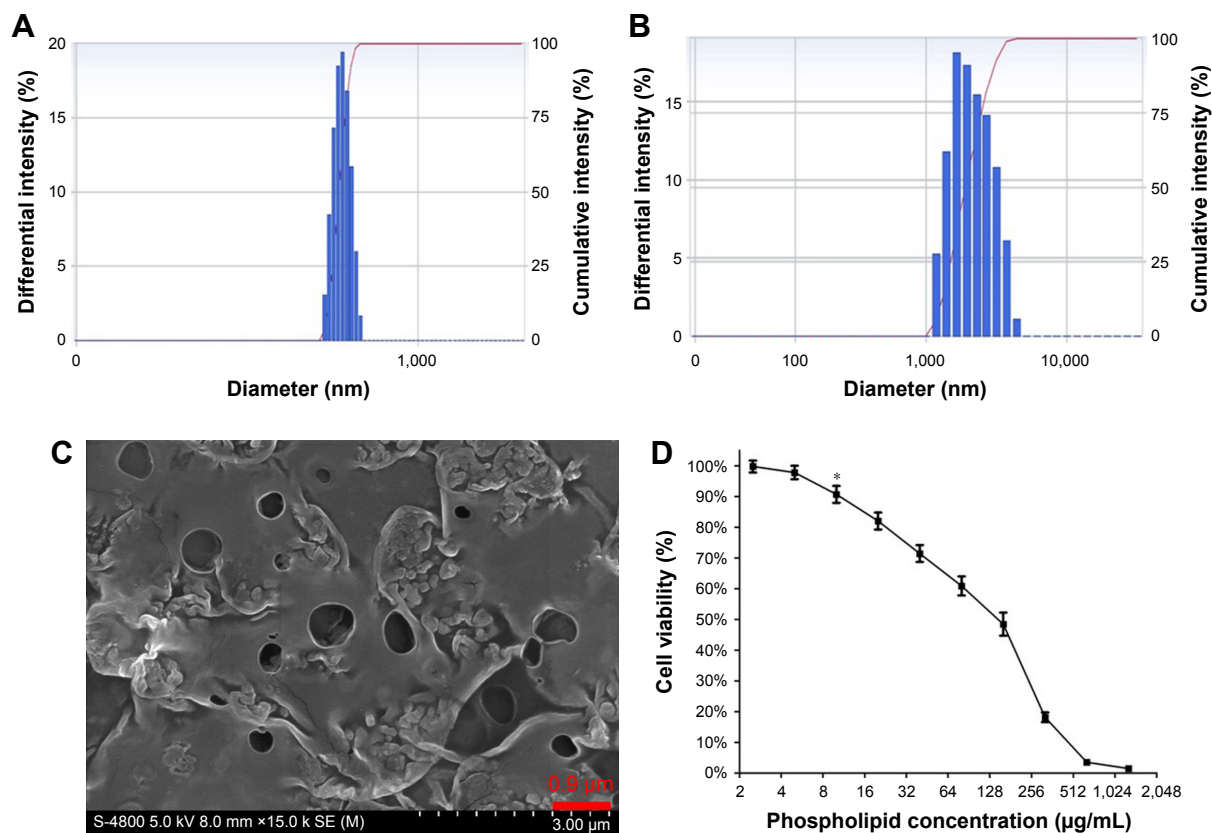 A
Differential intensity (%)
20
15
10
5
0
100
75
50
25
0
Cumulative intensity (%)
0 1,000
Diameter (nm)
B
Differential intensity (%)
15
10
5
0
100
75
50
25
0
Cumulative intensity (%)
0 100 1,000 10,000
Diameter (nm)
C
0.9 μm
S-4800 5.0 kV 8.0 mm ×15.0 k SE (M)
3.00 μm
D
Cell viability (%)
100%
90%
80%
70%
60%
50%
40%
30%
20%
10%
0%
*
2 4 8 16 32 64 128 256 512 1,024 2,048
Phospholipid concentration (μg/mL)